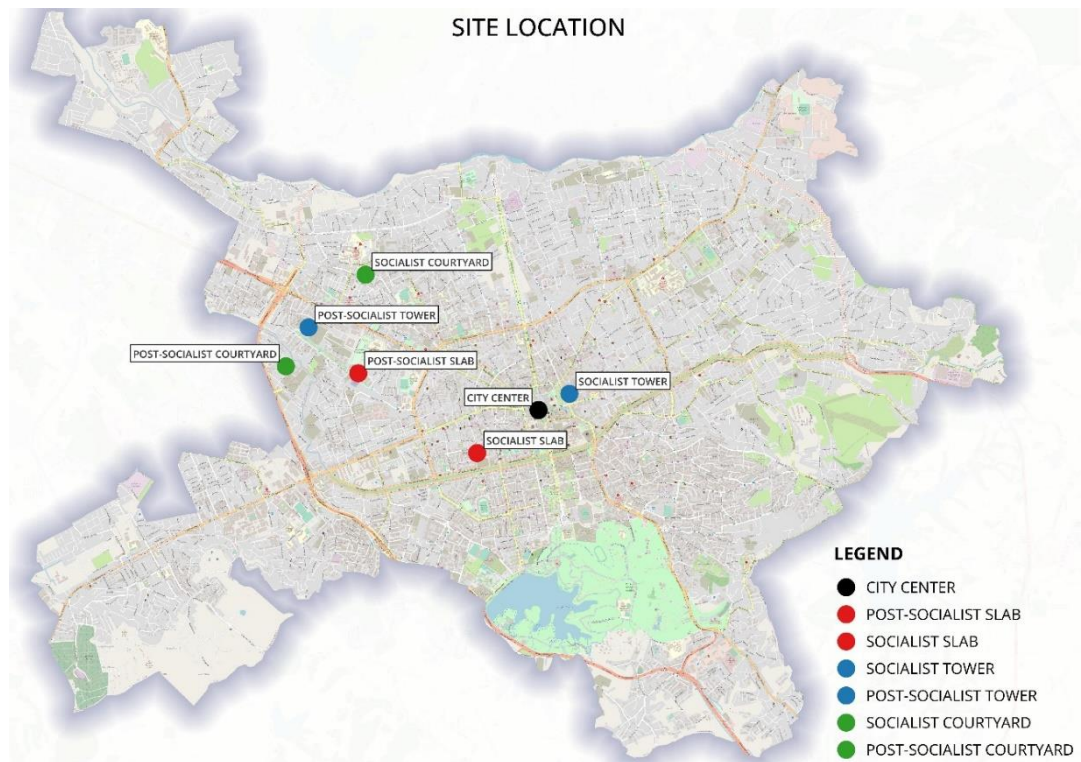 SITE LOCATION
SOCIALIST COURTYARD
POST-SOCIALIST TOWER
POST-SOCIALIST COURTYARD
POST-SOCIALIST SLAB
SOCIALIST TOWER
CITY CENTER
SOCIALIST SLAB
LEGEND
CITY CENTER
POST-SOCIALIST SLAB
SOCIALIST SLAB
SOCIALIST TOWER
POST-SOCIALIST TOWER
SOCIALIST COURTYARD
POST-SOCIALIST COURTYARD